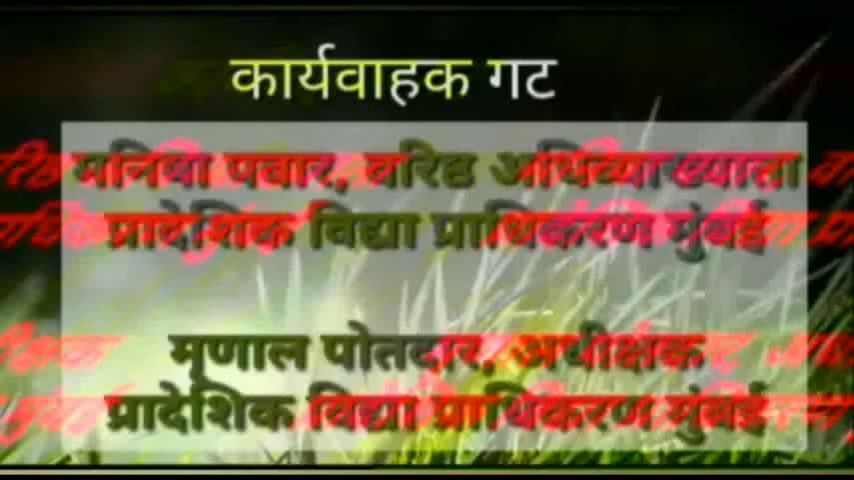 कार्यवाहक गट
मनिषा पवार, वरिष्ठ अधिव्याख्याता
प्रादेशिक विद्या प्राधिकरण मुंबई
मृणाल पोतदार, अधीक्षक
प्रादेशिक विद्या प्राधिकरण मुंबई